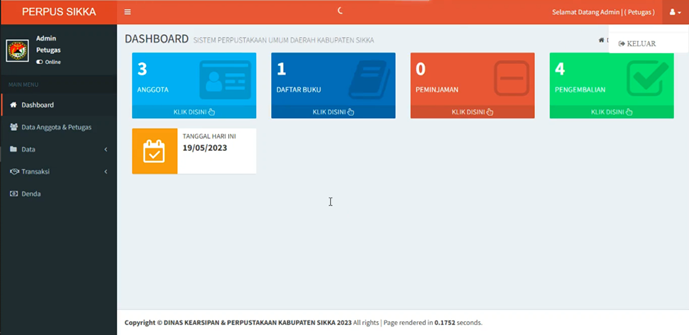 PERPUS SIKKA
Selamat Datang Admin | ( Petugas )
Admin
Petugas
Online
MAIN MENU
Dashboard
Data Anggota & Petugas
Data
Transaksi
Denda
DASHBOARD SISTEM PERPUSTAKAAN UMUM DAERAH KABUPATEN SIKKA
KELUAR
3
ANGGOTA
KLIK DISINI
1
DAFTAR BUKU
KLIK DISINI
0
PEMINJAMAN
KLIK DISINI
4
PENGEMBALIAN
KLIK DISINI
TANGGAL HARI INI
19/05/2023
Copyright © DINAS KEARSIPAN & PERPUSTAKAAN KABUPATEN SIKKA 2023 All rights | Page rendered in 0.1752 seconds.